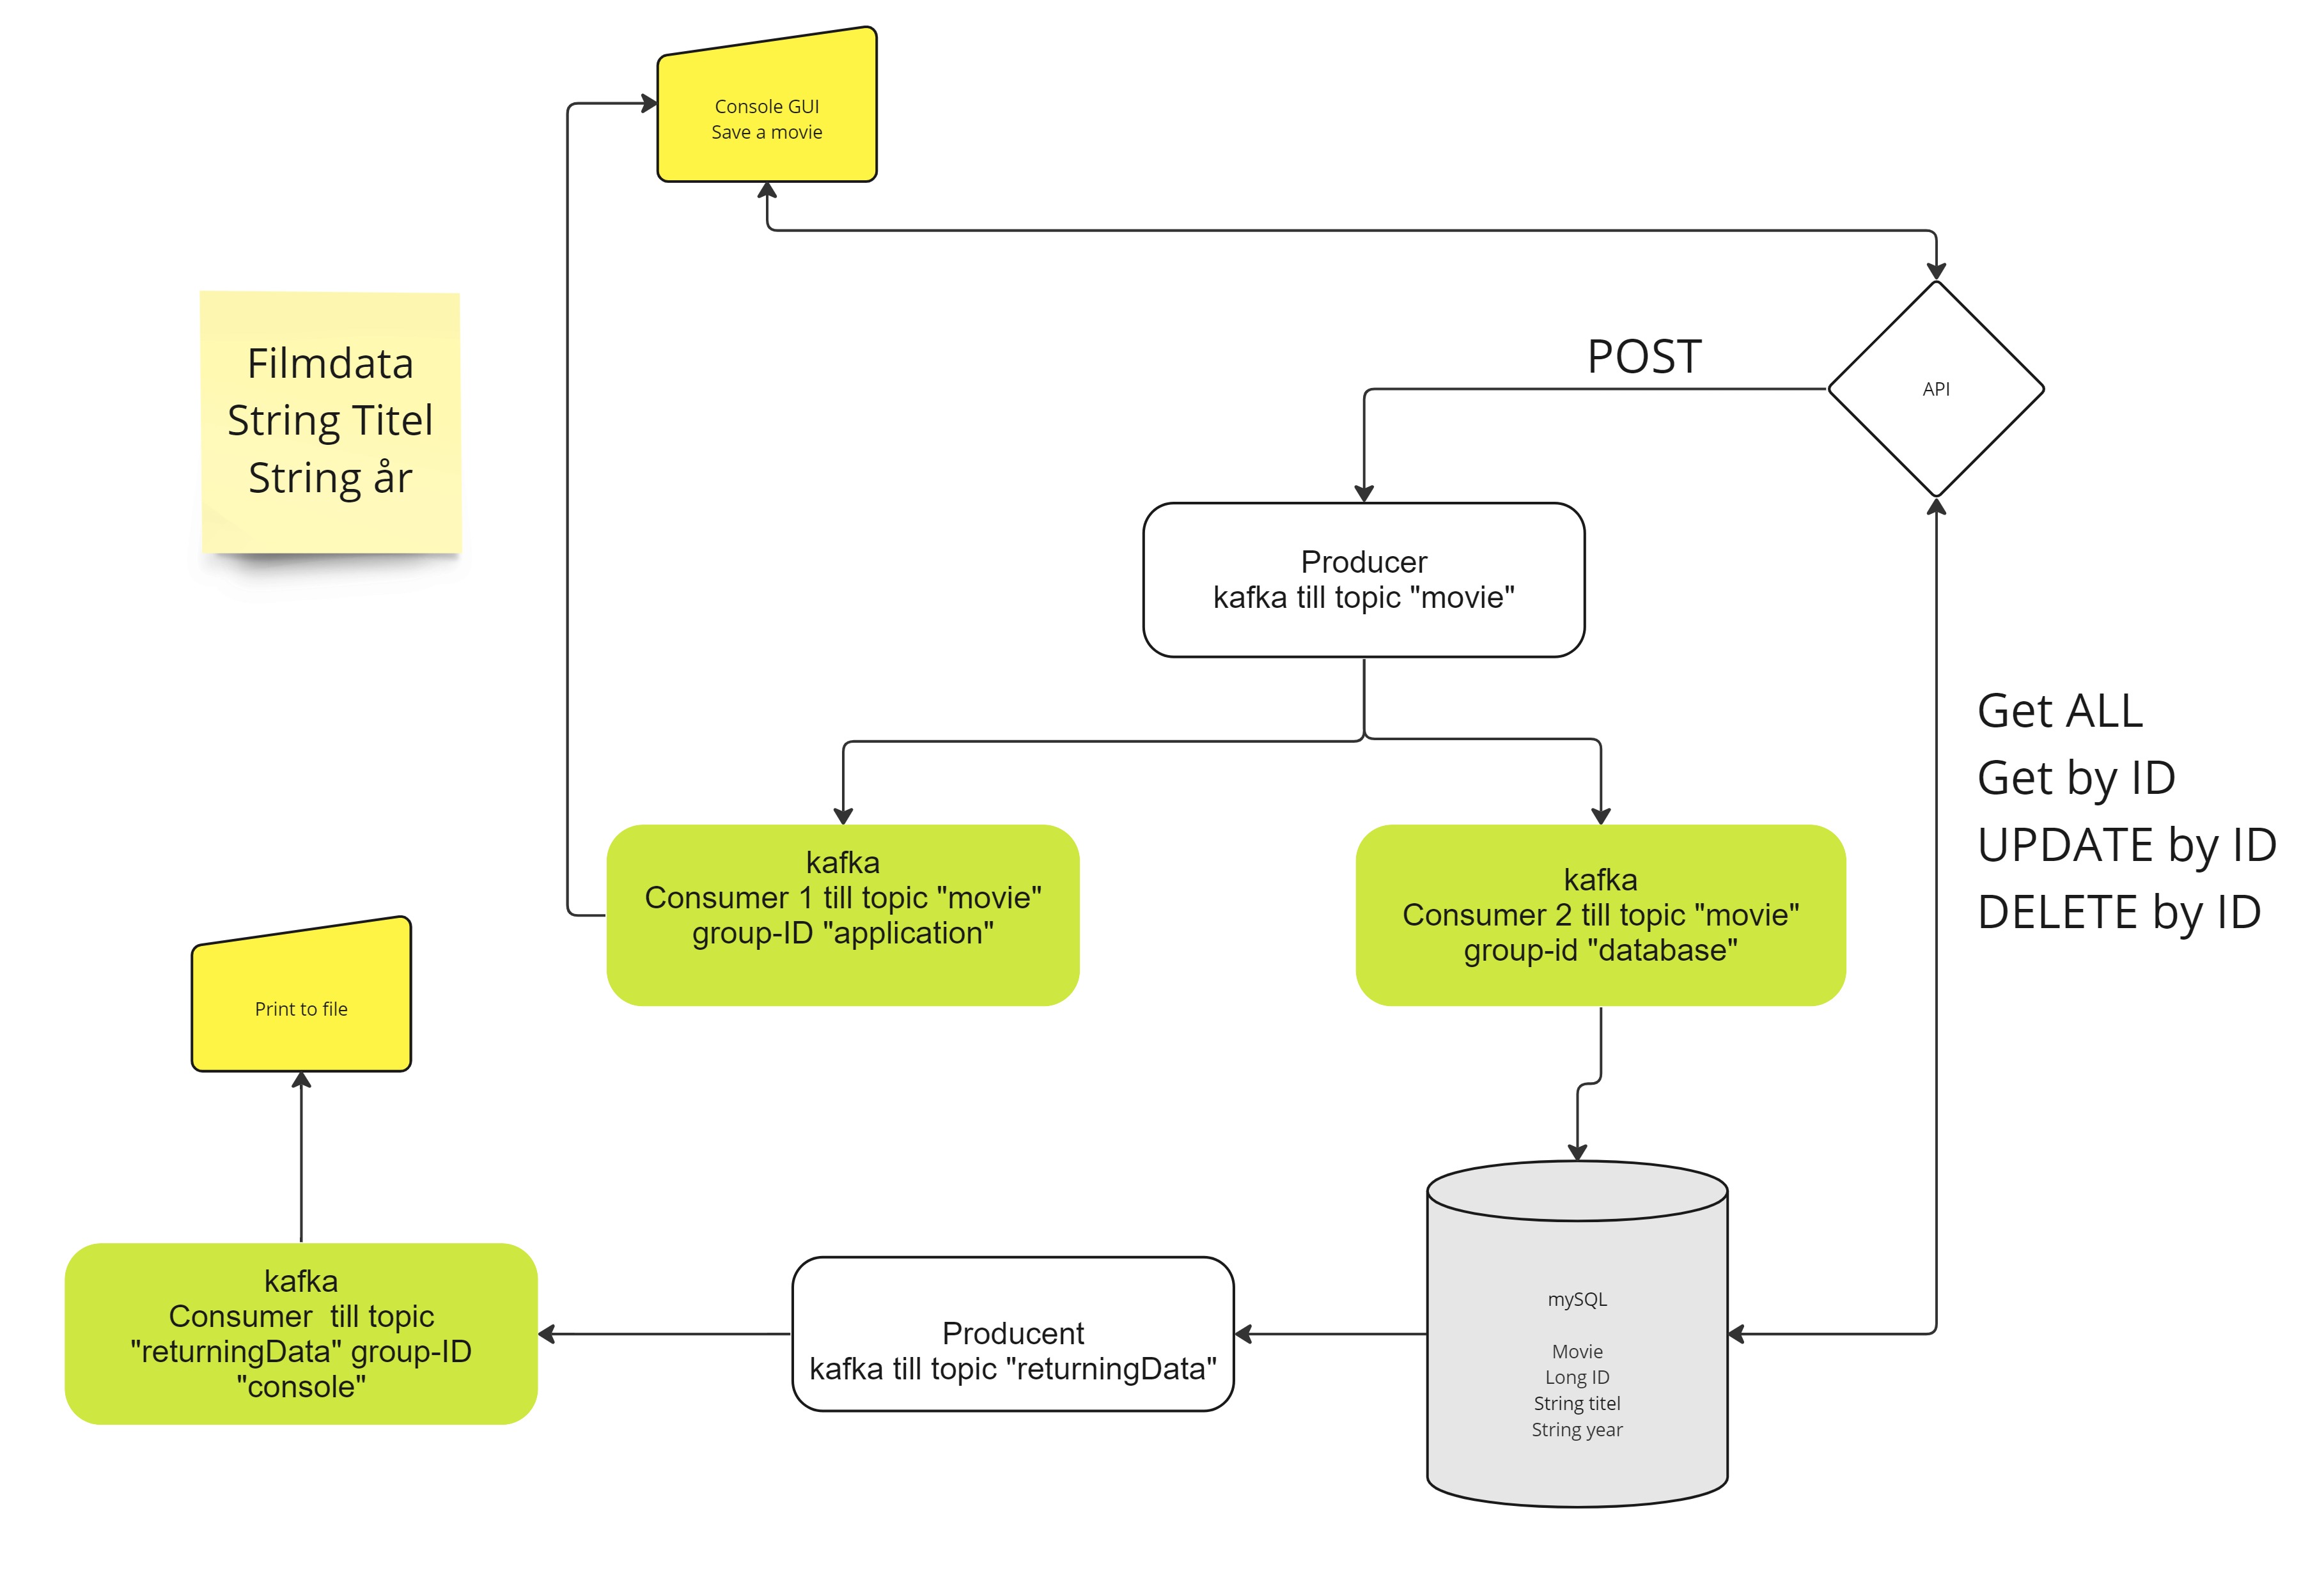 Console GUI
Save a movie
Filmdata
String Titel
String år
POST
API
Producer
kafka till topic "movie"
Get ALL
Get by ID
UPDATE by ID
DELETE by ID
kafka
Consumer 1 till topic "movie"
group-ID "application"
kafka
Consumer 2 till topic "movie"
group-id "database"
Print to file
kafka
Consumer  till topic
"returningData" group-ID
"console"
Producent
kafka till topic "returningData"
mySQL
Movie
Long ID
String titel
String year